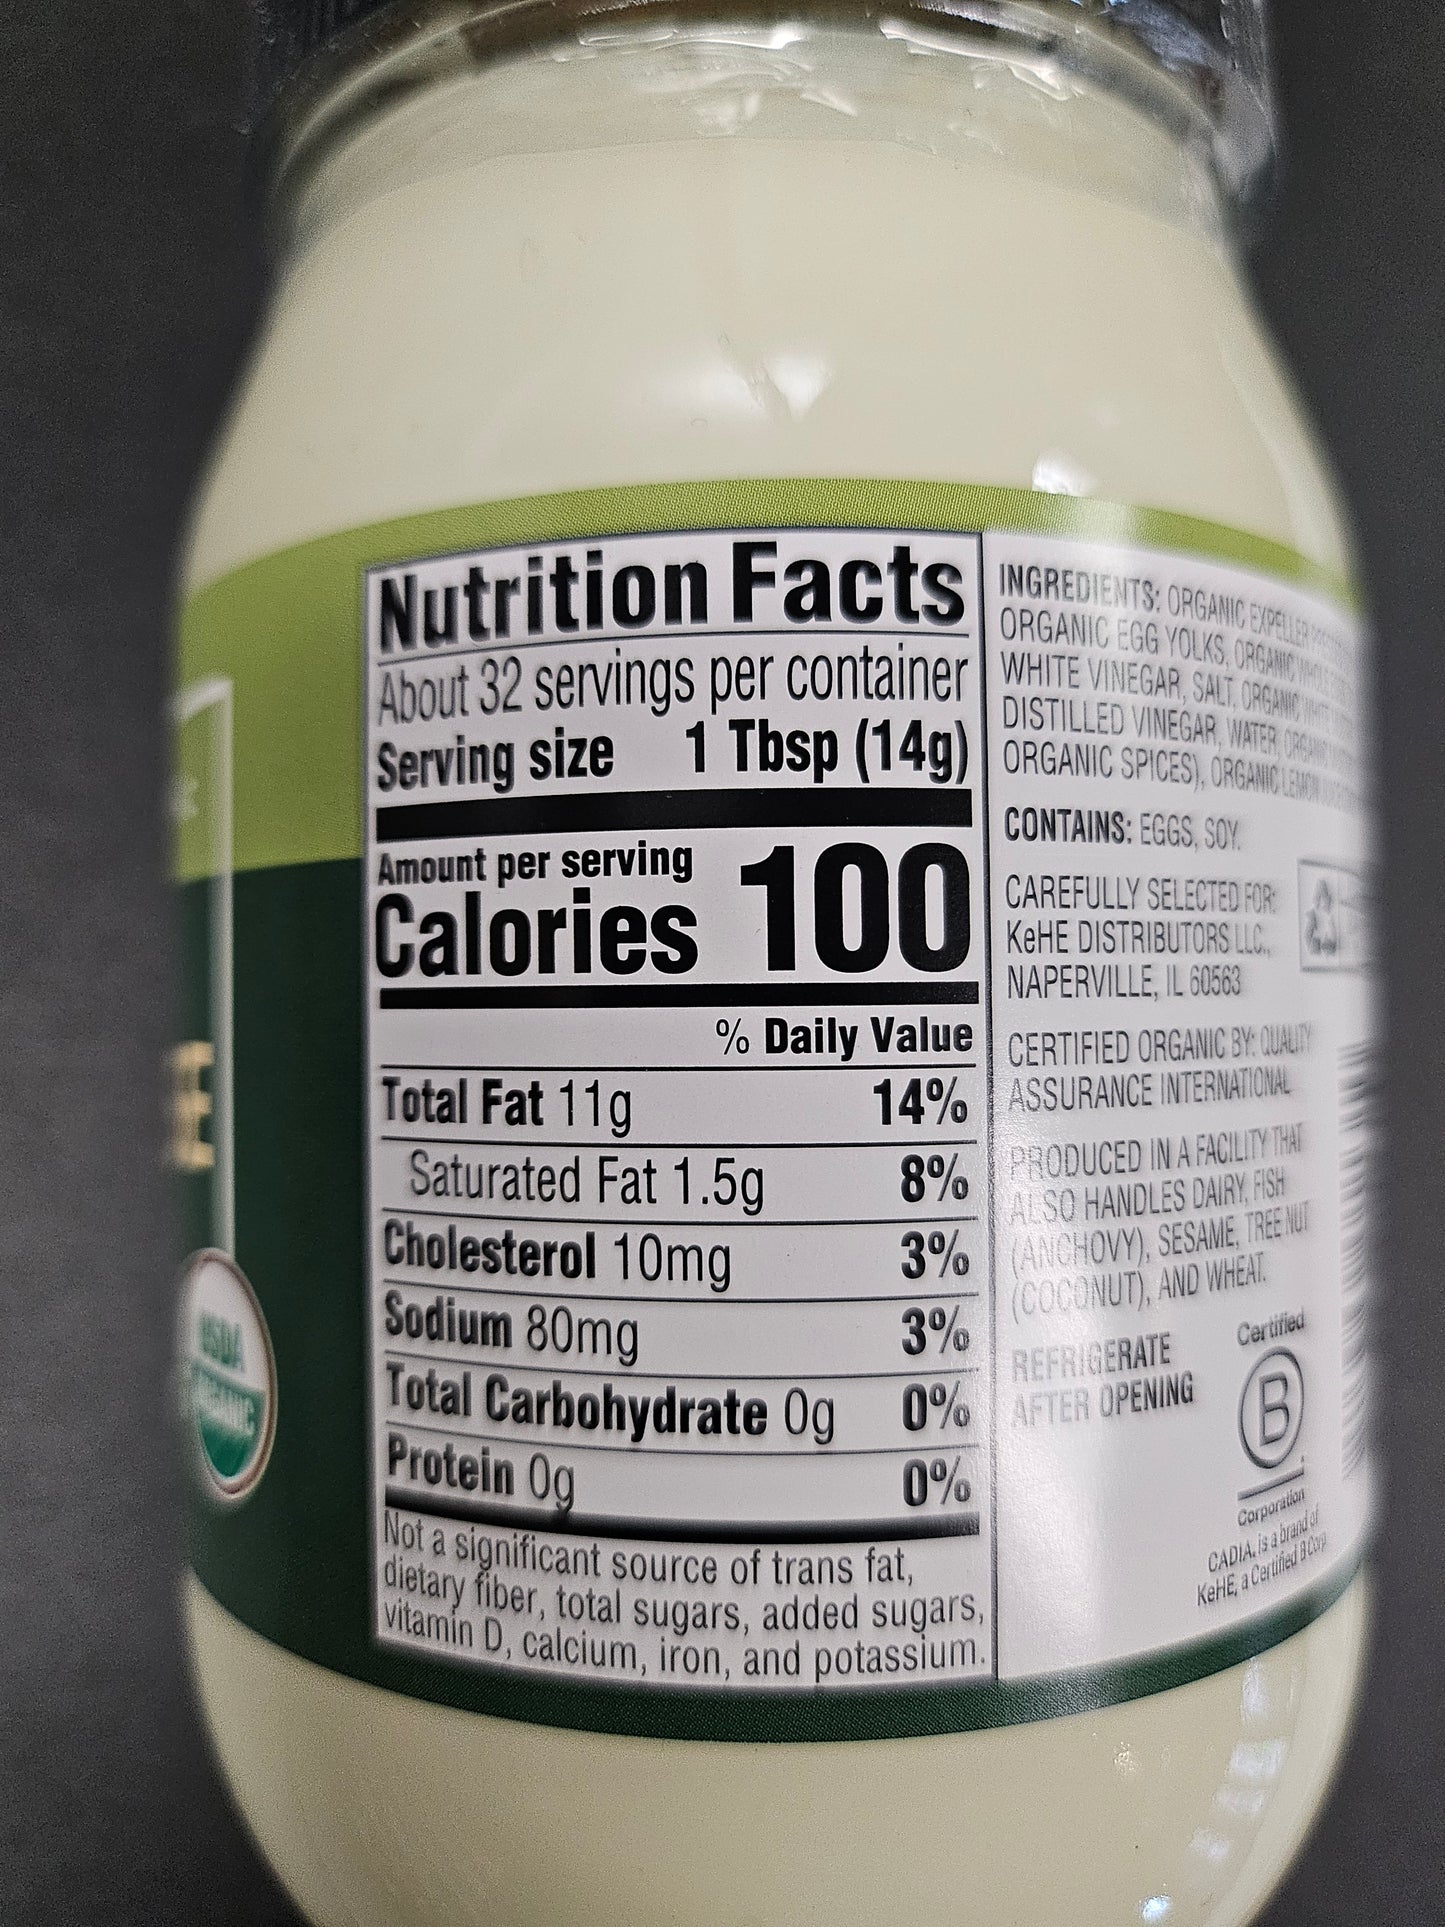 Nutrition Facts
About 32 servings per container
Serving size 1 Tbsp (14g)
Amount per serving
Calories 100
% Daily Value
Total Fat 11g 14%
Saturated Fat 1.5g 8%
Cholesterol 10mg 3%
Sodium 80mg 3%
Total Carbohydrate 0g 0%
Protein 0g 0%
Not a significant source of trans fat,
dietary fiber, total sugars, added sugars,
vitamin D, calcium, iron, and potassium.
INGREDIENTS: ORGANIC EXPELLER
ORGANIC EGG YOLKS, ORGANIC
WHITE VINEGAR, SALT, ORGANIC
DISTILLED VINEGAR, WATER,
ORGANIC SPICES), ORGANIC LEMON
CONTAINS: EGGS, SOY.
CAREFULLY SELECTED FOR:
KeHE DISTRIBUTORS LLC.,
NAPERVILLE, IL 60563
CERTIFIED ORGANIC BY: QUALITY
ASSURANCE INTERNATIONAL
PRODUCED IN A FACILITY THAT
ALSO HANDLES DAIRY, FISH
(ANCHOVY), SESAME, TREE NUT
(COCONUT), AND WHEAT.
REFRIGERATE
AFTER OPENING
Certified
B
Corporation
CADIA. is a brand of
KeHE, a Certified B Corp
USDA
ORGANIC